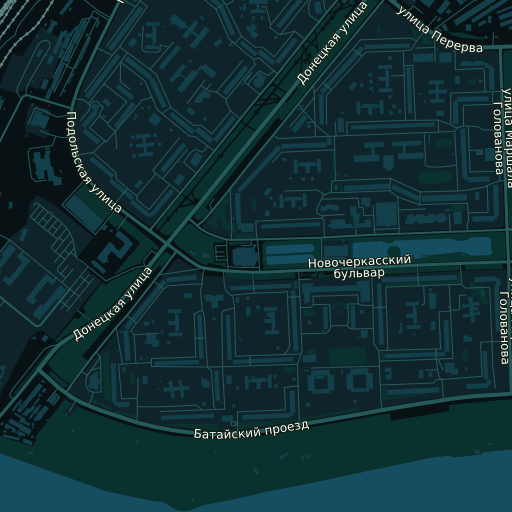 улица Перерва
Донецкая улица
улица Маршала
Голованова
Подольская улица
Новочеркасский
бульвар
Донецкая улица
Голованова
Батайский проезд